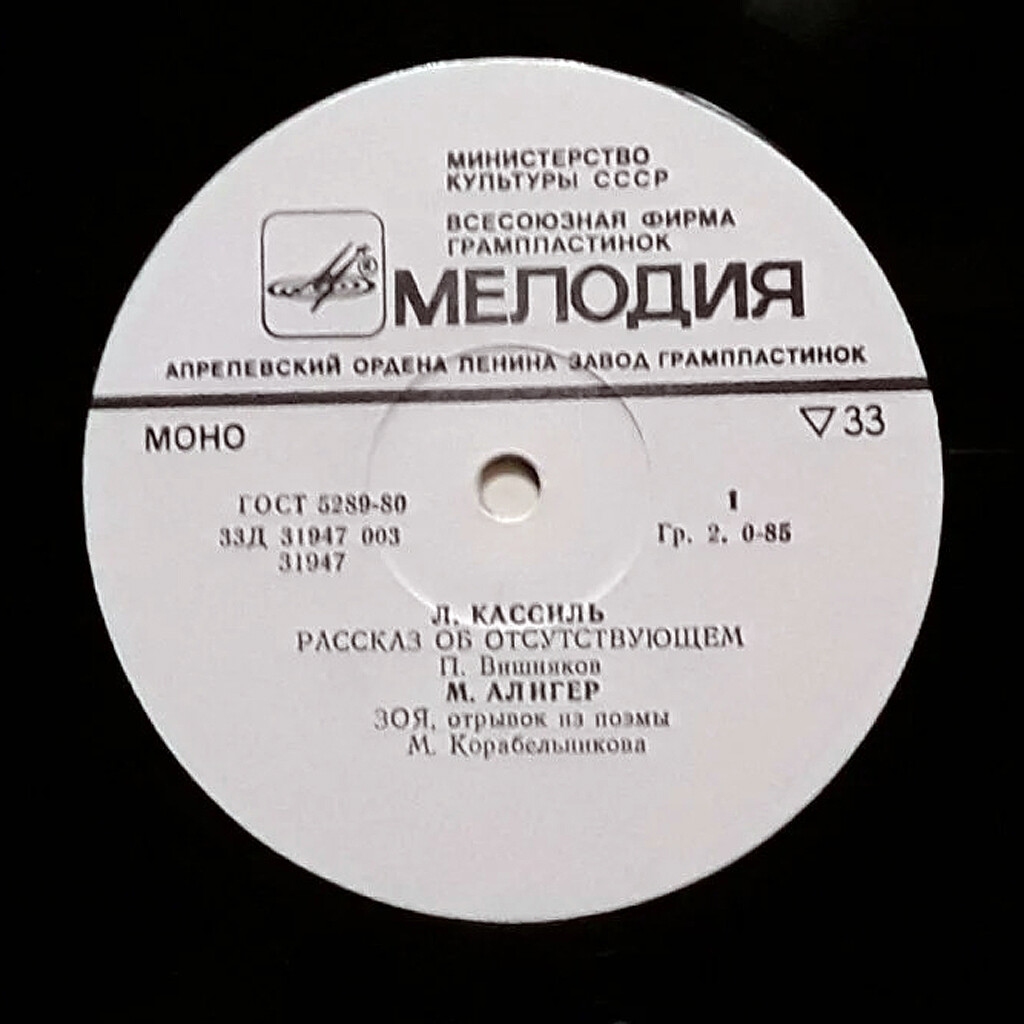 МИНИСТЕРСТВО
КУЛЬТУРЫ СССР
ВСЕСОЮЗНАЯ ФИРМА
ГРАМПЛАСТИНОК
МЕЛОДИЯ
АПРЕЛЕВСКИЙ ОРДЕНА ЛЕНИНА ЗАВОД ГРАМПЛАСТИНОК
МОНО
▽33
ГОСТ 5289-80
33Д 31947 003
31947
1
Гр. 2. 0-85
Л. КАССИЛЬ
РАССКАЗ ОБ ОТСУТСТВУЮЩЕМ
П. Вишняков
М. АЛИГЕР
ЗОЯ, отрывок из поэмы
М. Корабельникова